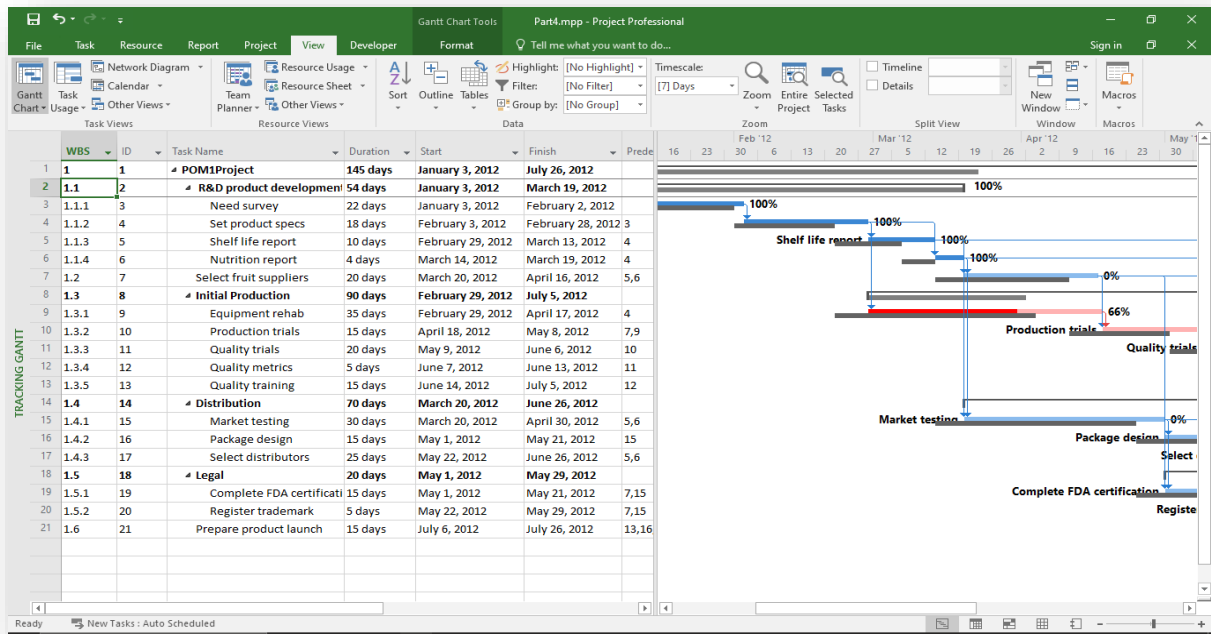 Gantt Chart Tools Part4.mpp - Project Professional
File Task Resource Report Project View Developer Format Tell me what you want to do... Sign in
Gantt Chart
Task Usage
Network Diagram
Calendar
Other Views
Task Views
Team Planner
Resource Usage
Resource Sheet
Other Views
Resource Views
Sort
Outline
Tables
Highlight: [No Highlight]
Filter: [No Filter]
Group by: [No Group]
Data
Timescale:
[7] Days
Zoom
Entire Project
Selected Tasks
Zoom
Timeline
Details
Split View
New Window
Window
Macros
Macros
WBS ID Task Name Duration Start Finish Prede
1 1 1 POM1Project 145 days January 3, 2012 July 26, 2012
2 1.1 2 R&D product development 54 days January 3, 2012 March 19, 2012
3 1.1.1 3 Need survey 22 days January 3, 2012 February 2, 2012
4 1.1.2 4 Set product specs 18 days February 3, 2012 February 28, 2012 3
5 1.1.3 5 Shelf life report 10 days February 29, 2012 March 13, 2012 4
6 1.1.4 6 Nutrition report 4 days March 14, 2012 March 19, 2012 4
7 1.2 7 Select fruit suppliers 20 days March 20, 2012 April 16, 2012 5,6
8 1.3 8 Initial Production 90 days February 29, 2012 July 5, 2012
9 1.3.1 9 Equipment rehab 35 days February 29, 2012 April 17, 2012 4
10 1.3.2 10 Production trials 15 days April 18, 2012 May 8, 2012 7,9
11 1.3.3 11 Quality trials 20 days May 9, 2012 June 6, 2012 10
12 1.3.4 12 Quality metrics 5 days June 7, 2012 June 13, 2012 11
13 1.3.5 13 Quality training 15 days June 14, 2012 July 5, 2012 12
14 1.4 14 Distribution 70 days March 20, 2012 June 26, 2012
15 1.4.1 15 Market testing 30 days March 20, 2012 April 30, 2012 5,6
16 1.4.2 16 Package design 15 days May 1, 2012 May 21, 2012 15
17 1.4.3 17 Select distributors 25 days May 22, 2012 June 26, 2012 5,6
18 1.5 18 Legal 20 days May 1, 2012 May 29, 2012
19 1.5.1 19 Complete FDA certificati 15 days May 1, 2012 May 21, 2012 7,15
20 1.5.2 20 Register trademark 5 days May 22, 2012 May 29, 2012 7,15
21 1.6 21 Prepare product launch 15 days July 6, 2012 July 26, 2012 13,16
Feb '12 Mar '12 Apr '12 May '1
16 23 30 6 13 20 27 5 12 19 26 2 9 16 23 30
100%
100%
100%
Shelf life report 100%
100%
0%
66%
Production trials
Quality trials
Market testing 0%
Package design
Select
Complete FDA certification
Registe
TRACKING GANTT
Ready New Tasks : Auto Scheduled